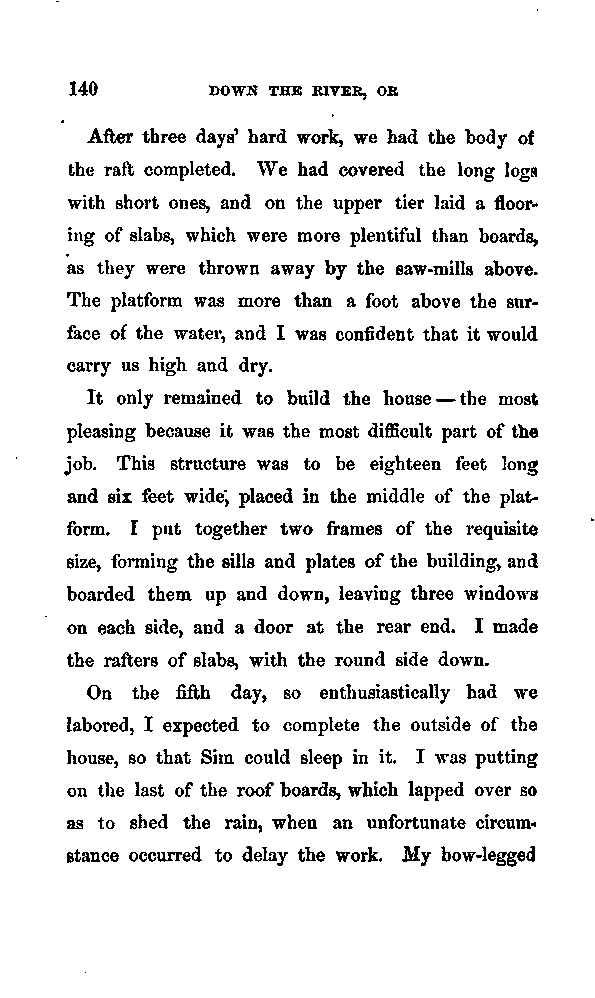 140 DOWN THE RIVER, OR
After three days' hard work, we had the body of
the raft completed. We had covered the long logs
with short ones, and on the upper tier laid a floor-
ing of slabs, which were more plentiful than boards,
as they were thrown away by the saw-mills above.
The platform was more than a foot above the sur-
face of the water, and I was confident that it would
carry us high and dry.
It only remained to build the house — the most
pleasing because it was the most difficult part of the
job. This structure was to be eighteen feet long
and six feet wide, placed in the middle of the plat-
form. I put together two frames of the requisite
size, forming the sills and plates of the building, and
boarded them up and down, leaving three windows
on each side, and a door at the rear end. I made
the rafters of slabs, with the round side down.
On the fifth day, so enthusiastically had we
labored, I expected to complete the outside of the
house, so that Sim could sleep in it. I was putting
on the last of the roof boards, which lapped over so
as to shed the rain, when an unfortunate circum-
stance occurred to delay the work. My bow-legged